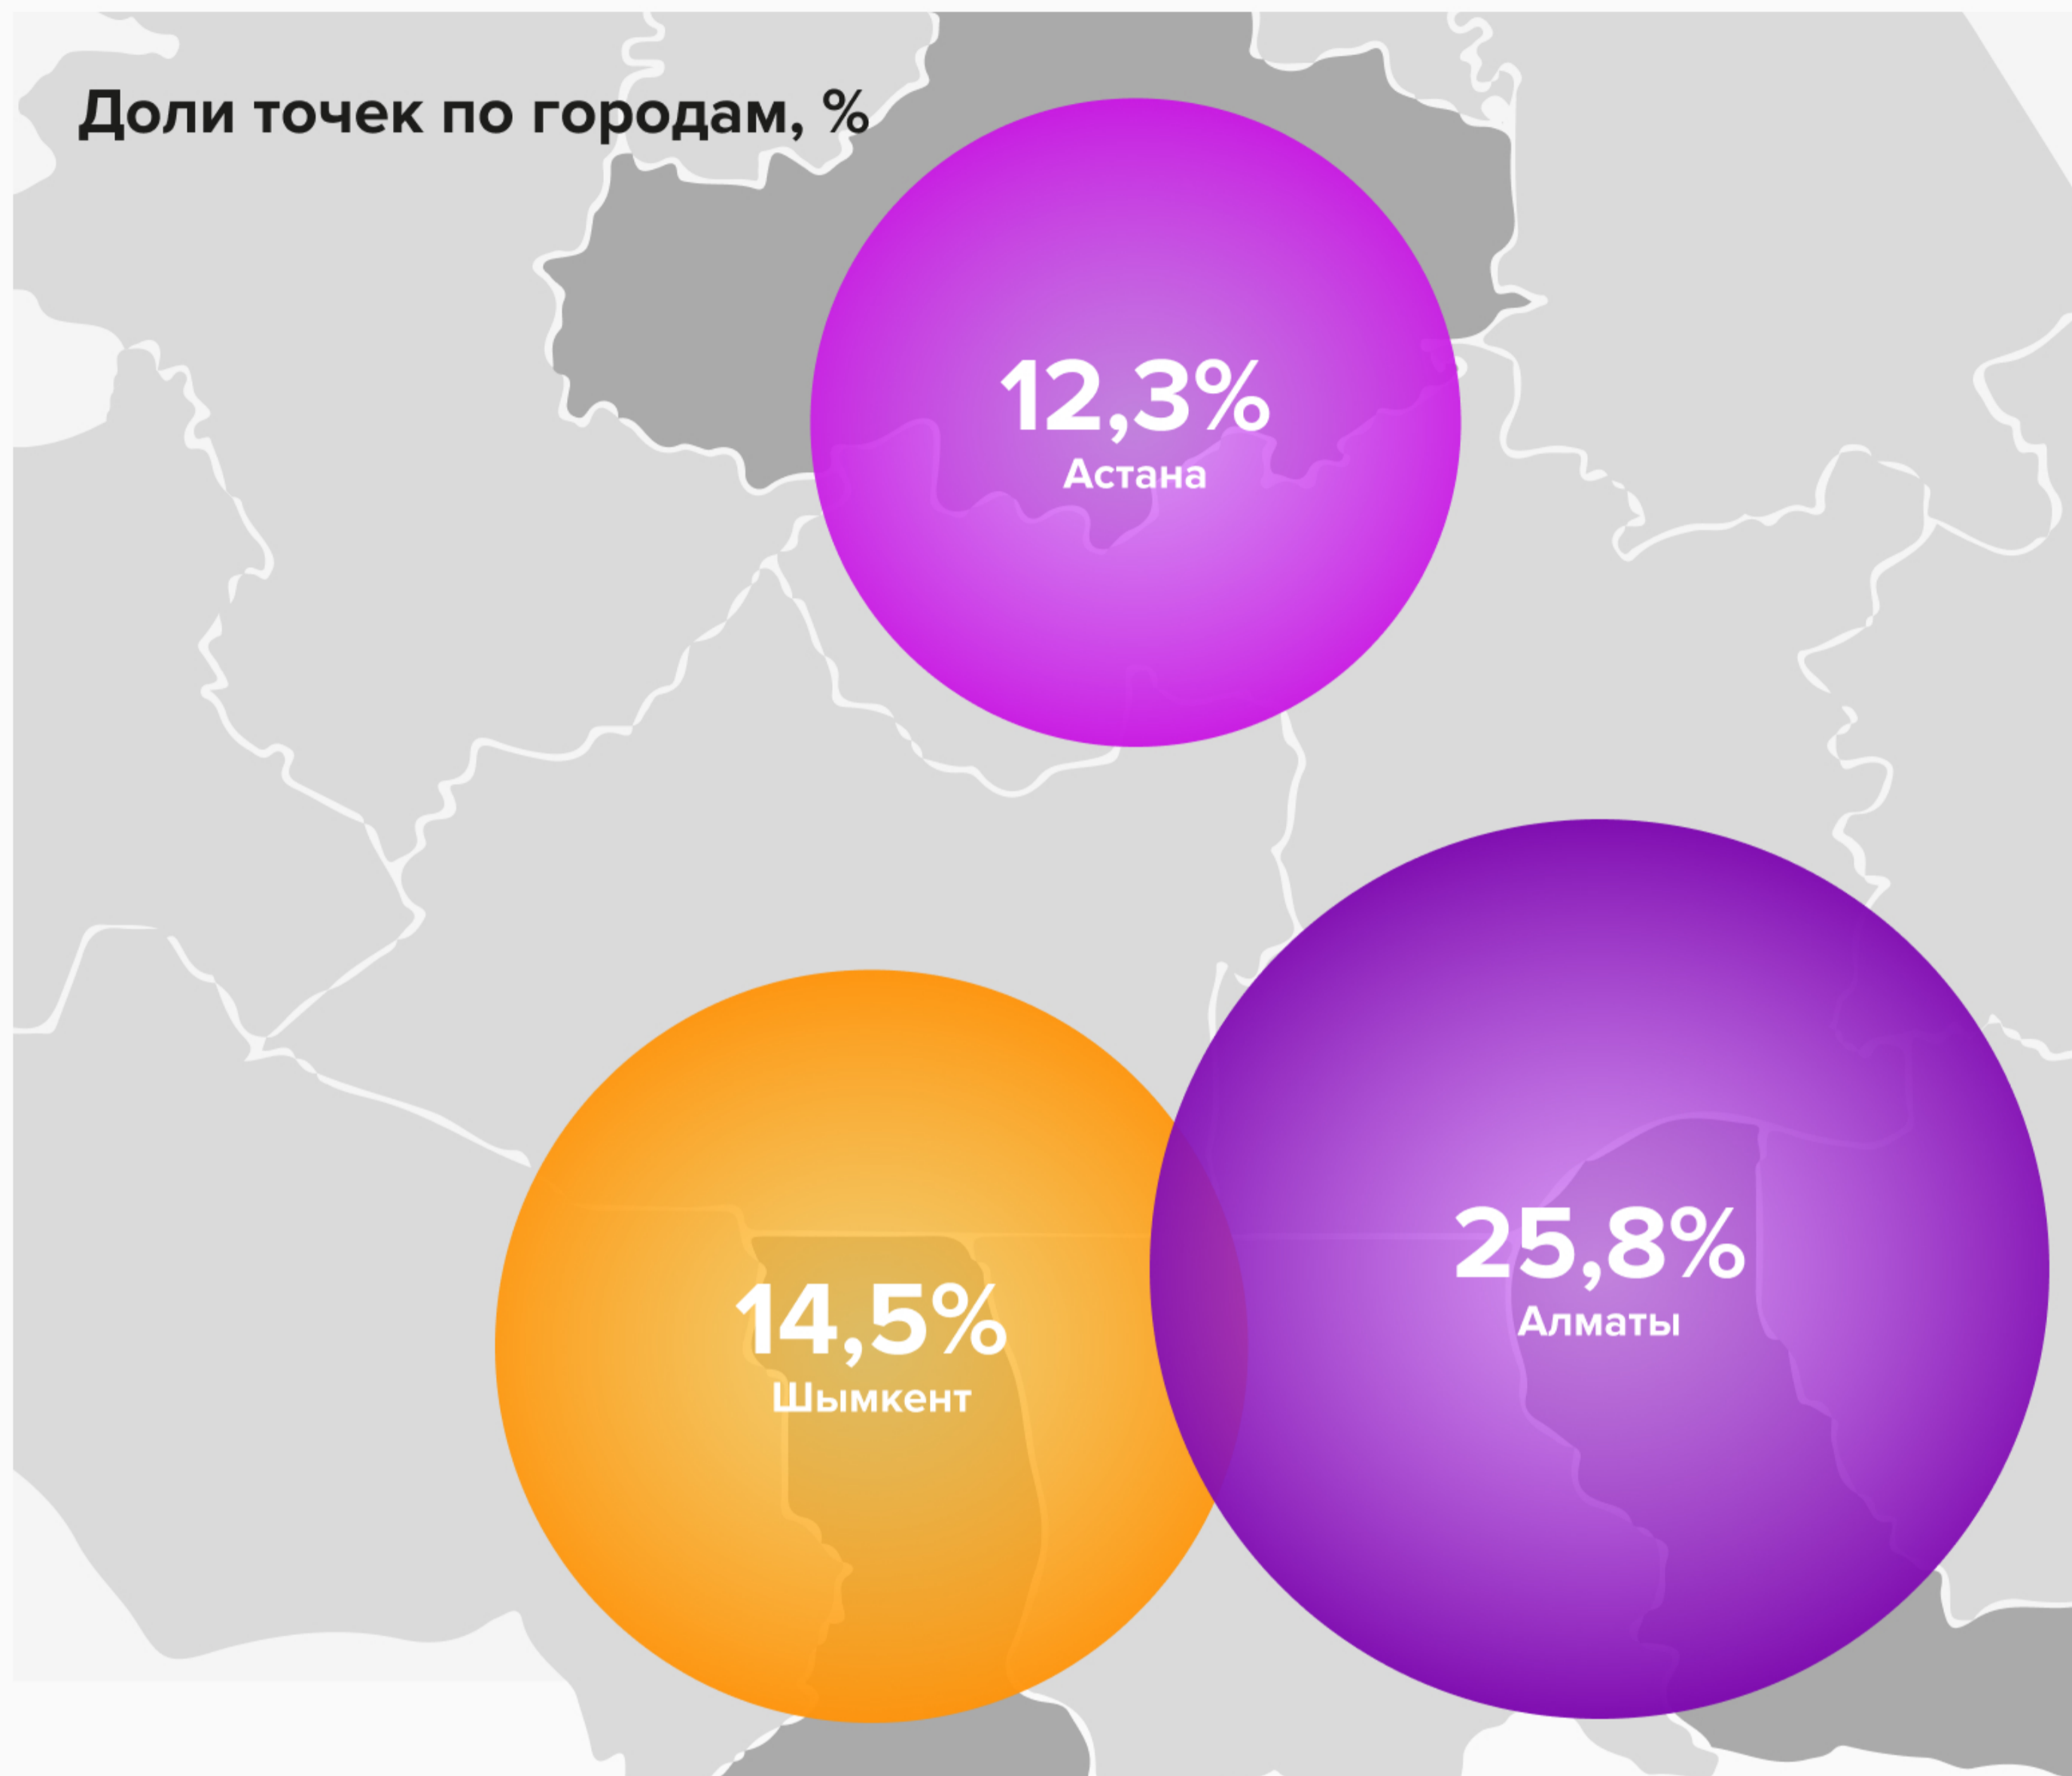 Доли точек по городам, %
12,3%
Астана
14,5%
Шымкент
25,8%
Алматы